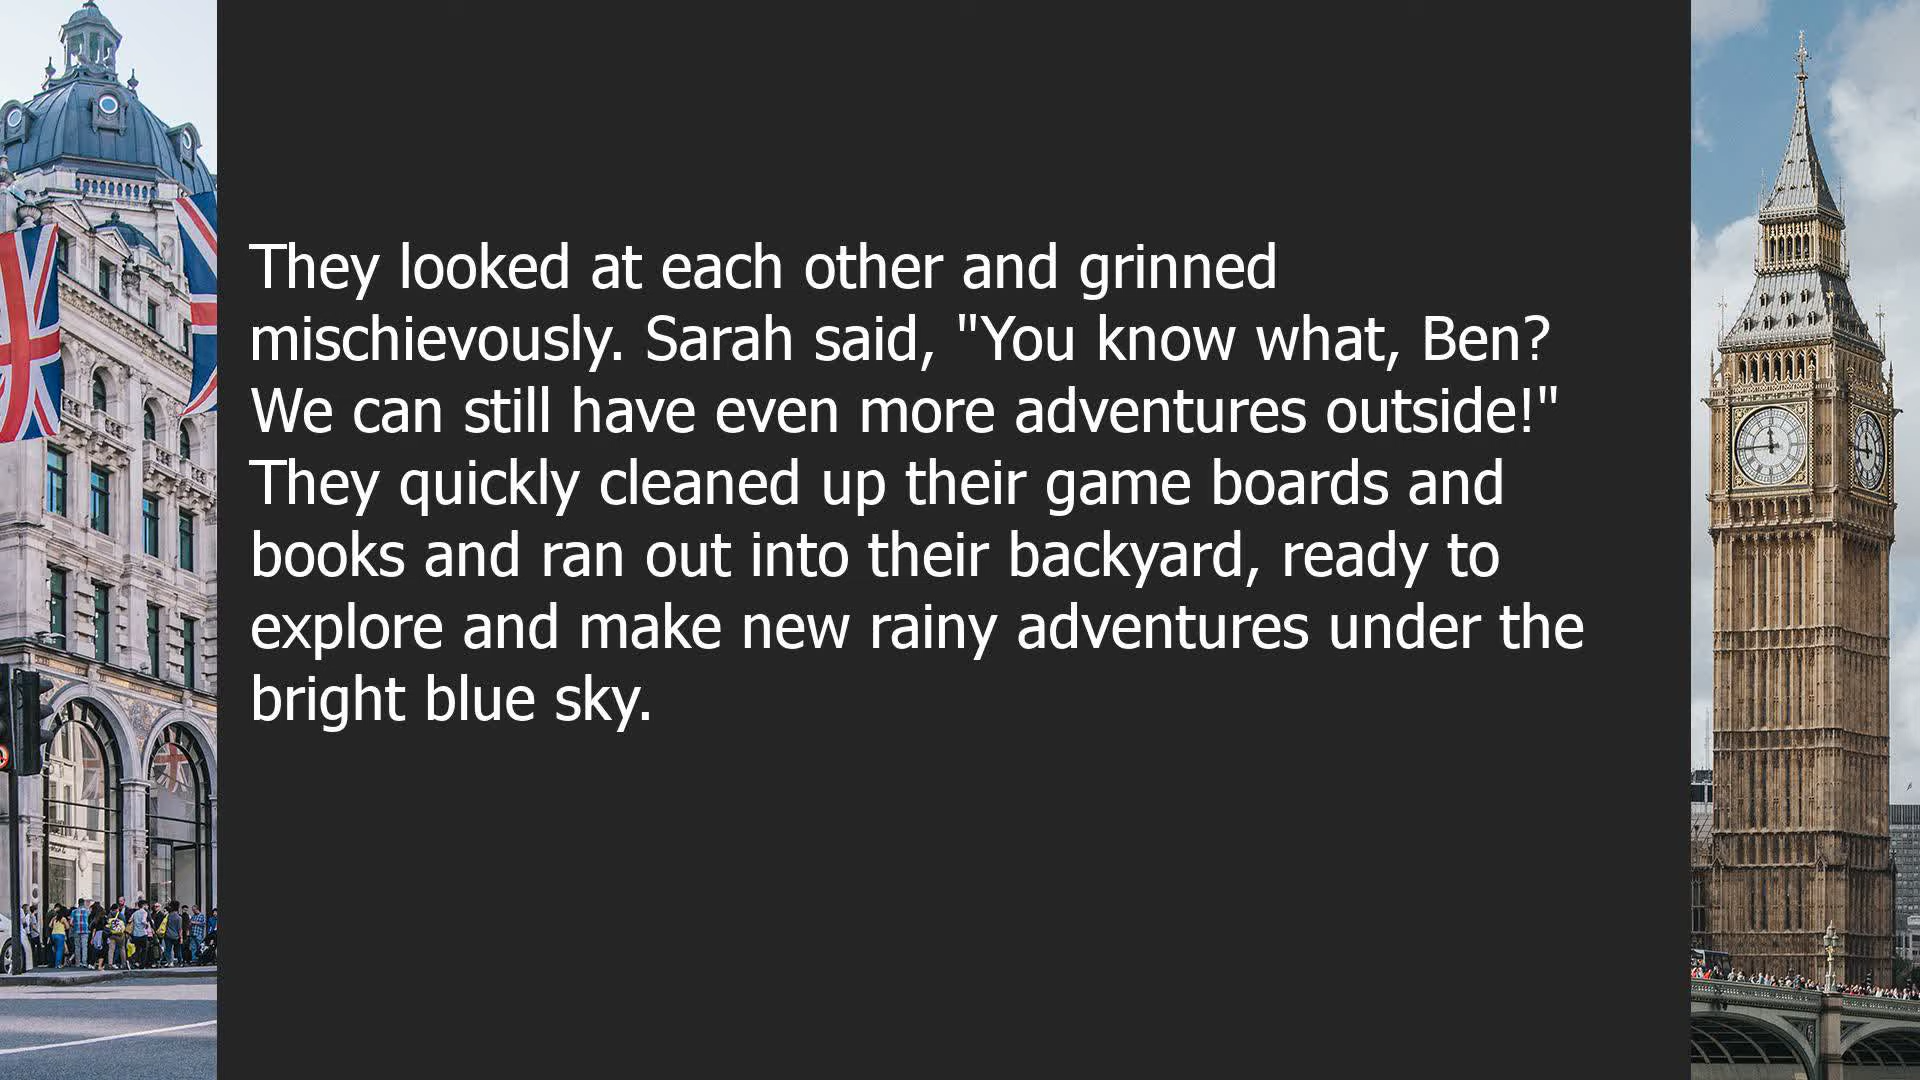 They looked at each other and grinned
mischievously. Sarah said, "You know what, Ben?
We can still have even more adventures outside!"
They quickly cleaned up their game boards and
books and ran out into their backyard, ready to
explore and make new rainy adventures under the
bright blue sky.